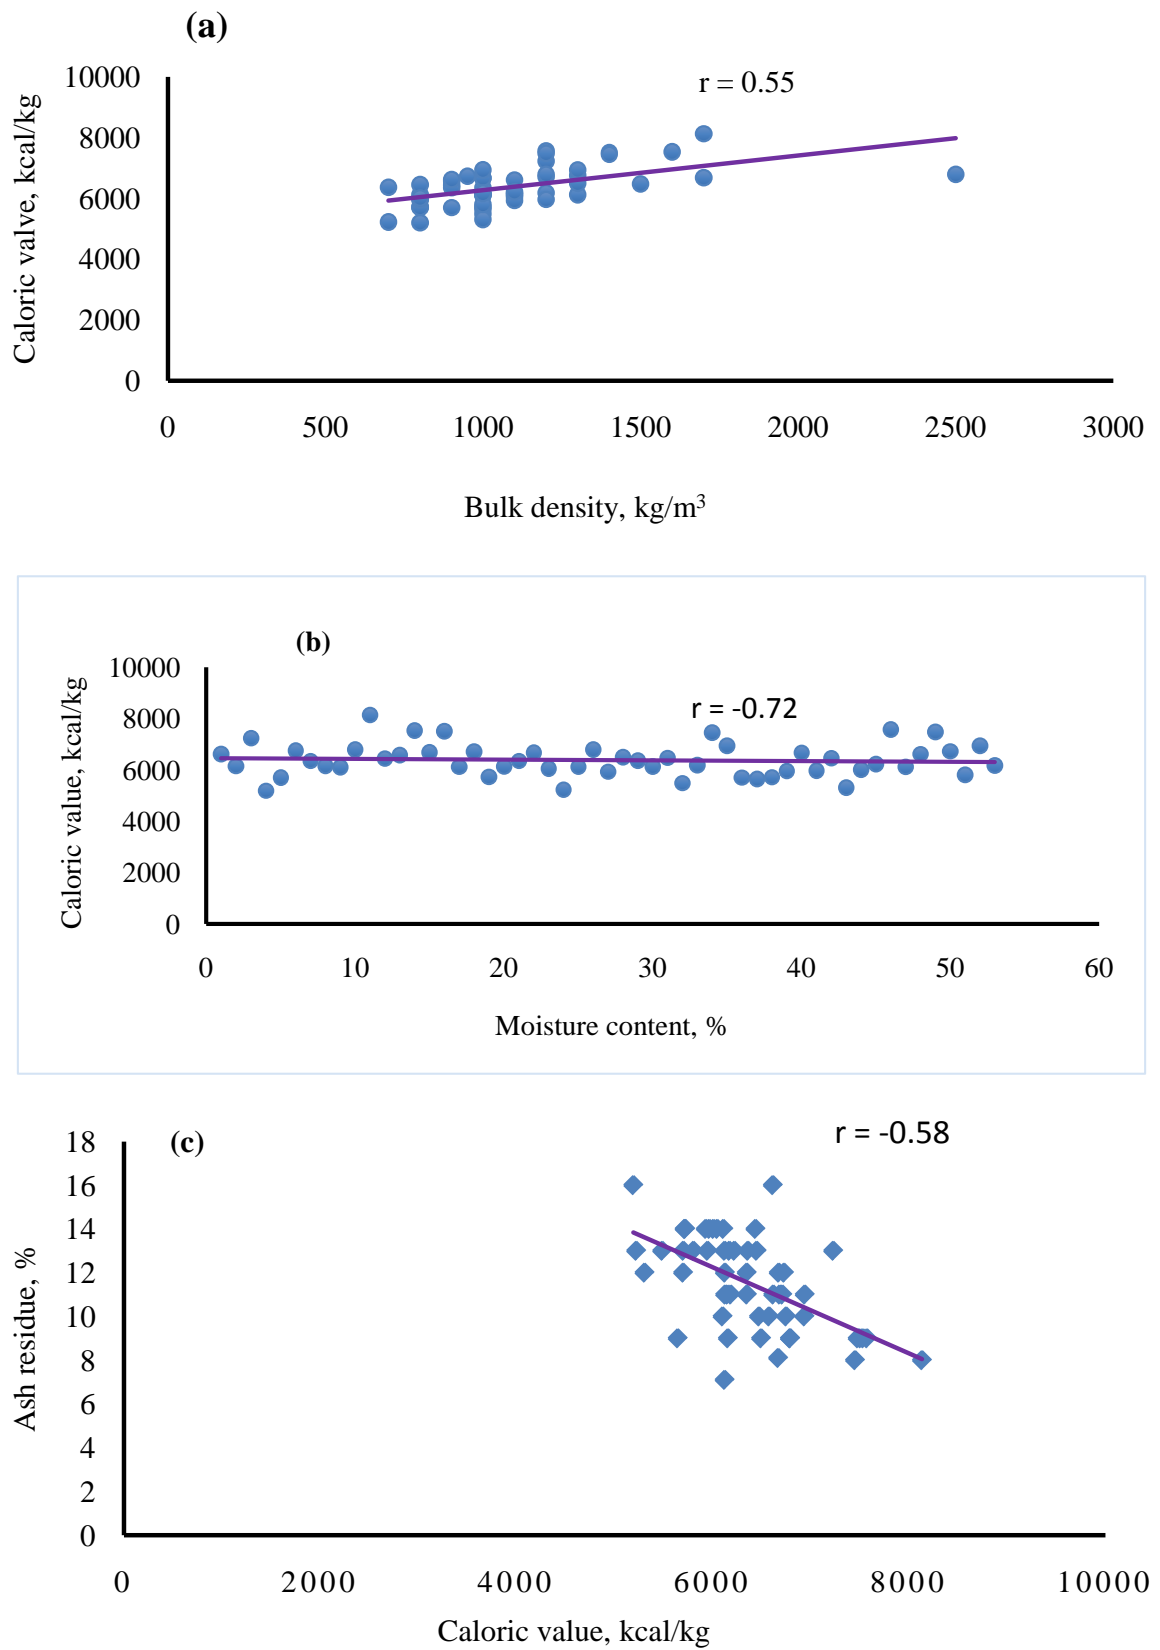 (a)
r = 0.55
Caloric valve, kcal/kg
10000
8000
6000
4000
2000
0
0 500 1000 1500 2000 2500 3000
Bulk density, kg/m³
(b)
r = -0.72
Caloric value, kcal/kg
10000
8000
6000
4000
2000
0
0 10 20 30 40 50 60
Moisture content, %
(c)
r = -0.58
Ash residue, %
18
16
14
12
10
8
6
4
2
0
0 2000 4000 6000 8000 10000
Caloric value, kcal/kg